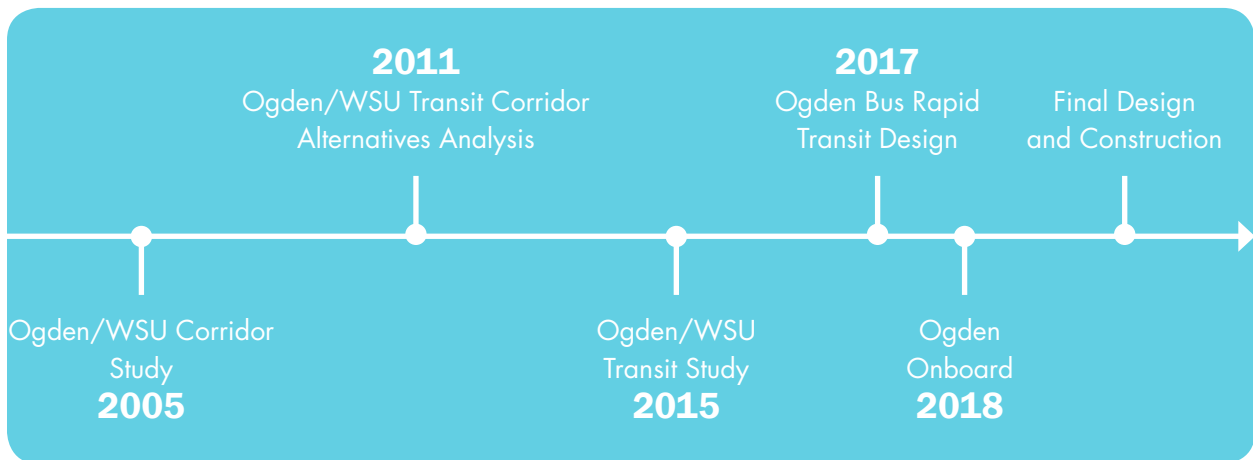 2011
Ogden/WSU Transit Corridor
Alternatives Analysis
2017
Ogden Bus Rapid
Transit Design
Final Design
and Construction
Ogden/WSU Corridor
Study
2005
Ogden/WSU
Transit Study
2015
Ogden
Onboard
2018